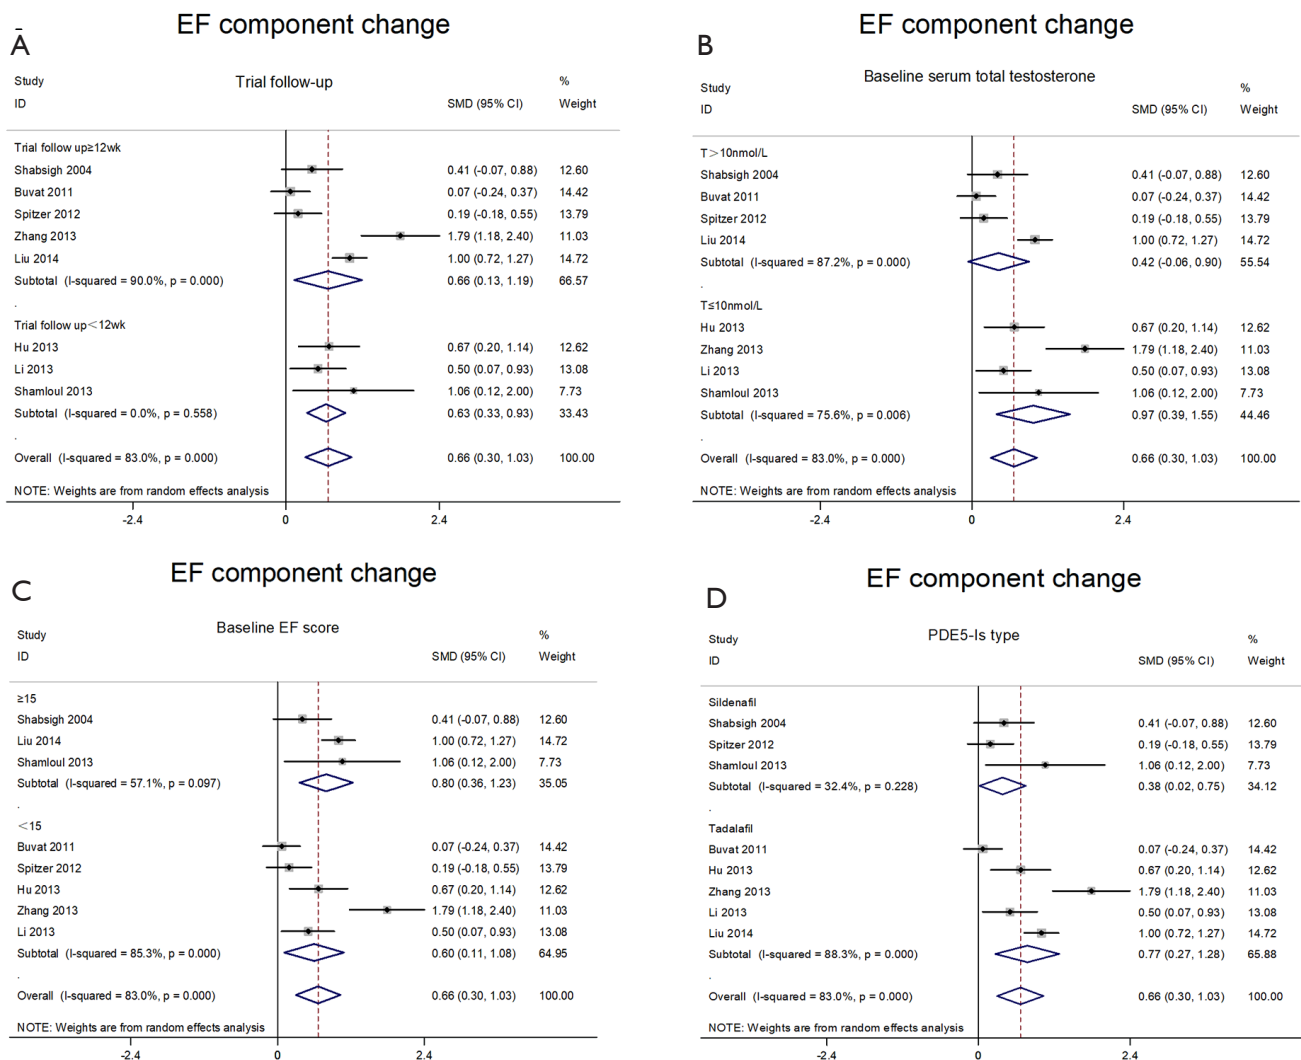 EF component change
A
Trial follow-up
Study
%
ID
SMD (95% CI)
Weight
Trial follow up≥12wk
Shabsigh 2004 0.41 (-0.07, 0.88) 12.60
Buvat 2011 0.07 (-0.24, 0.37) 14.42
Spitzer 2012 0.19 (-0.18, 0.55) 13.79
Zhang 2013 1.79 (1.18, 2.40) 11.03
Liu 2014 1.00 (0.72, 1.27) 14.72
Subtotal (I-squared = 90.0%, p = 0.000) 0.66 (0.13, 1.19) 66.57
.
Trial follow up<12wk
Hu 2013 0.67 (0.20, 1.14) 12.62
Li 2013 0.50 (0.07, 0.93) 13.08
Shamloul 2013 1.06 (0.12, 2.00) 7.73
Subtotal (I-squared = 0.0%, p = 0.558) 0.63 (0.33, 0.93) 33.43
.
Overall (I-squared = 83.0%, p = 0.000) 0.66 (0.30, 1.03) 100.00
NOTE: Weights are from random effects analysis
-2.4 0 2.4
EF component change
B
Baseline serum total testosterone
Study
%
ID
SMD (95% CI)
Weight
T>10nmol/L
Shabsigh 2004 0.41 (-0.07, 0.88) 12.60
Buvat 2011 0.07 (-0.24, 0.37) 14.42
Spitzer 2012 0.19 (-0.18, 0.55) 13.79
Liu 2014 1.00 (0.72, 1.27) 14.72
Subtotal (I-squared = 87.2%, p = 0.000) 0.42 (-0.06, 0.90) 55.54
.
T≤10nmol/L
Hu 2013 0.67 (0.20, 1.14) 12.62
Zhang 2013 1.79 (1.18, 2.40) 11.03
Li 2013 0.50 (0.07, 0.93) 13.08
Shamloul 2013 1.06 (0.12, 2.00) 7.73
Subtotal (I-squared = 75.6%, p = 0.006) 0.97 (0.39, 1.55) 44.46
.
Overall (I-squared = 83.0%, p = 0.000) 0.66 (0.30, 1.03) 100.00
NOTE: Weights are from random effects analysis
-2.4 0 2.4
EF component change
C
Baseline EF score
Study
%
ID
SMD (95% CI)
Weight
≥15
Shabsigh 2004 0.41 (-0.07, 0.88) 12.60
Liu 2014 1.00 (0.72, 1.27) 14.72
Shamloul 2013 1.06 (0.12, 2.00) 7.73
Subtotal (I-squared = 57.1%, p = 0.097) 0.80 (0.36, 1.23) 35.05
.
<15
Buvat 2011 0.07 (-0.24, 0.37) 14.42
Spitzer 2012 0.19 (-0.18, 0.55) 13.79
Hu 2013 0.67 (0.20, 1.14) 12.62
Zhang 2013 1.79 (1.18, 2.40) 11.03
Li 2013 0.50 (0.07, 0.93) 13.08
Subtotal (I-squared = 85.3%, p = 0.000) 0.60 (0.11, 1.08) 64.95
.
Overall (I-squared = 83.0%, p = 0.000) 0.66 (0.30, 1.03) 100.00
NOTE: Weights are from random effects analysis
-2.4 0 2.4
EF component change
D
PDE5-Is type
Study
%
ID
SMD (95% CI)
Weight
Sildenafil
Shabsigh 2004 0.41 (-0.07, 0.88) 12.60
Spitzer 2012 0.19 (-0.18, 0.55) 13.79
Shamloul 2013 1.06 (0.12, 2.00) 7.73
Subtotal (I-squared = 32.4%, p = 0.228) 0.38 (0.02, 0.75) 34.12
.
Tadalafil
Buvat 2011 0.07 (-0.24, 0.37) 14.42
Hu 2013 0.67 (0.20, 1.14) 12.62
Zhang 2013 1.79 (1.18, 2.40) 11.03
Li 2013 0.50 (0.07, 0.93) 13.08
Liu 2014 1.00 (0.72, 1.27) 14.72
Subtotal (I-squared = 88.3%, p = 0.000) 0.77 (0.27, 1.28) 65.88
.
Overall (I-squared = 83.0%, p = 0.000) 0.66 (0.30, 1.03) 100.00
NOTE: Weights are from random effects analysis
-2.4 0 2.4